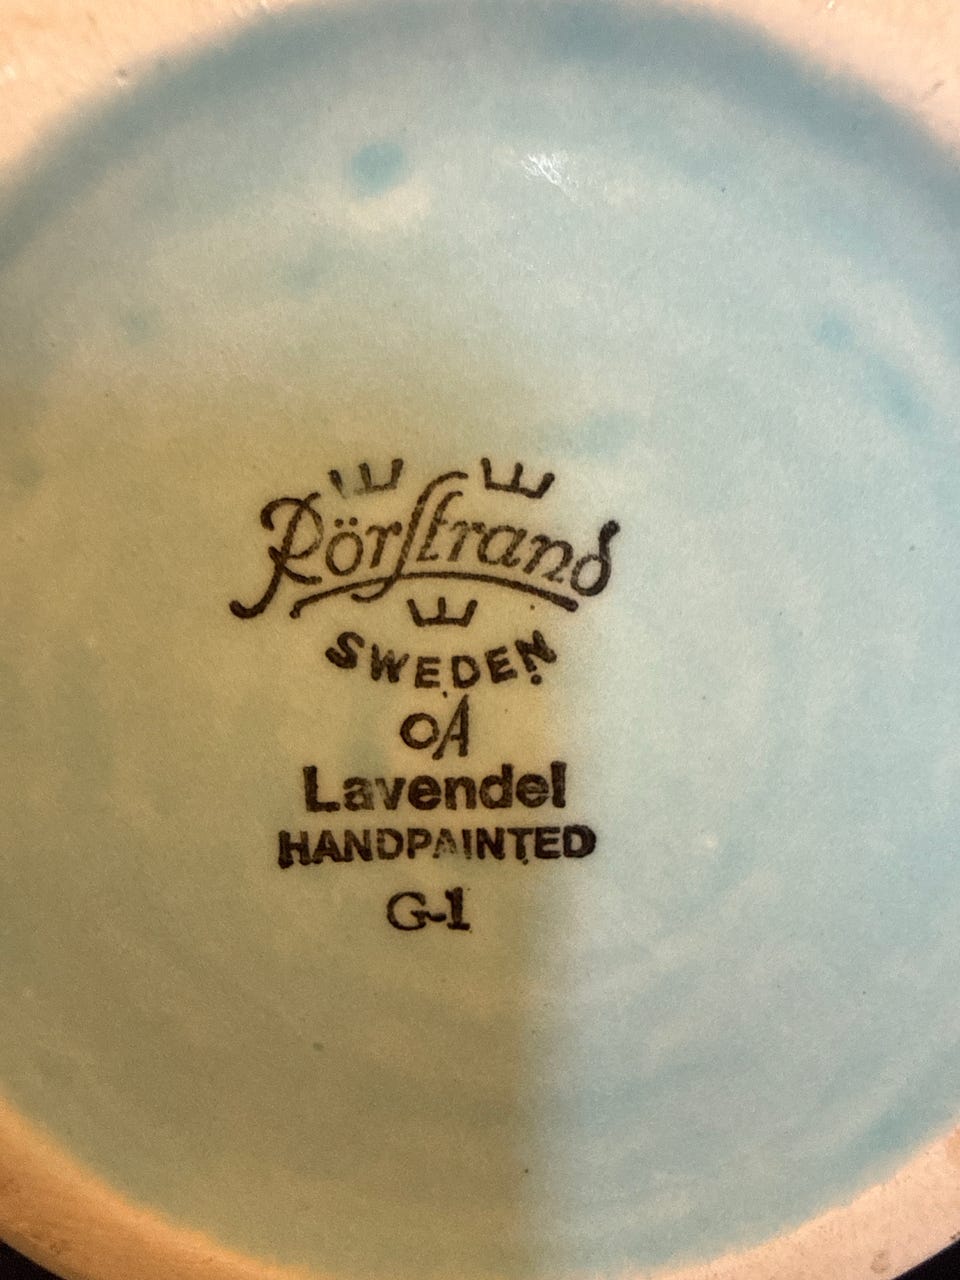 Rörstrand
SWEDEN
OA
Lavendel
HANDPAINTED
G-1